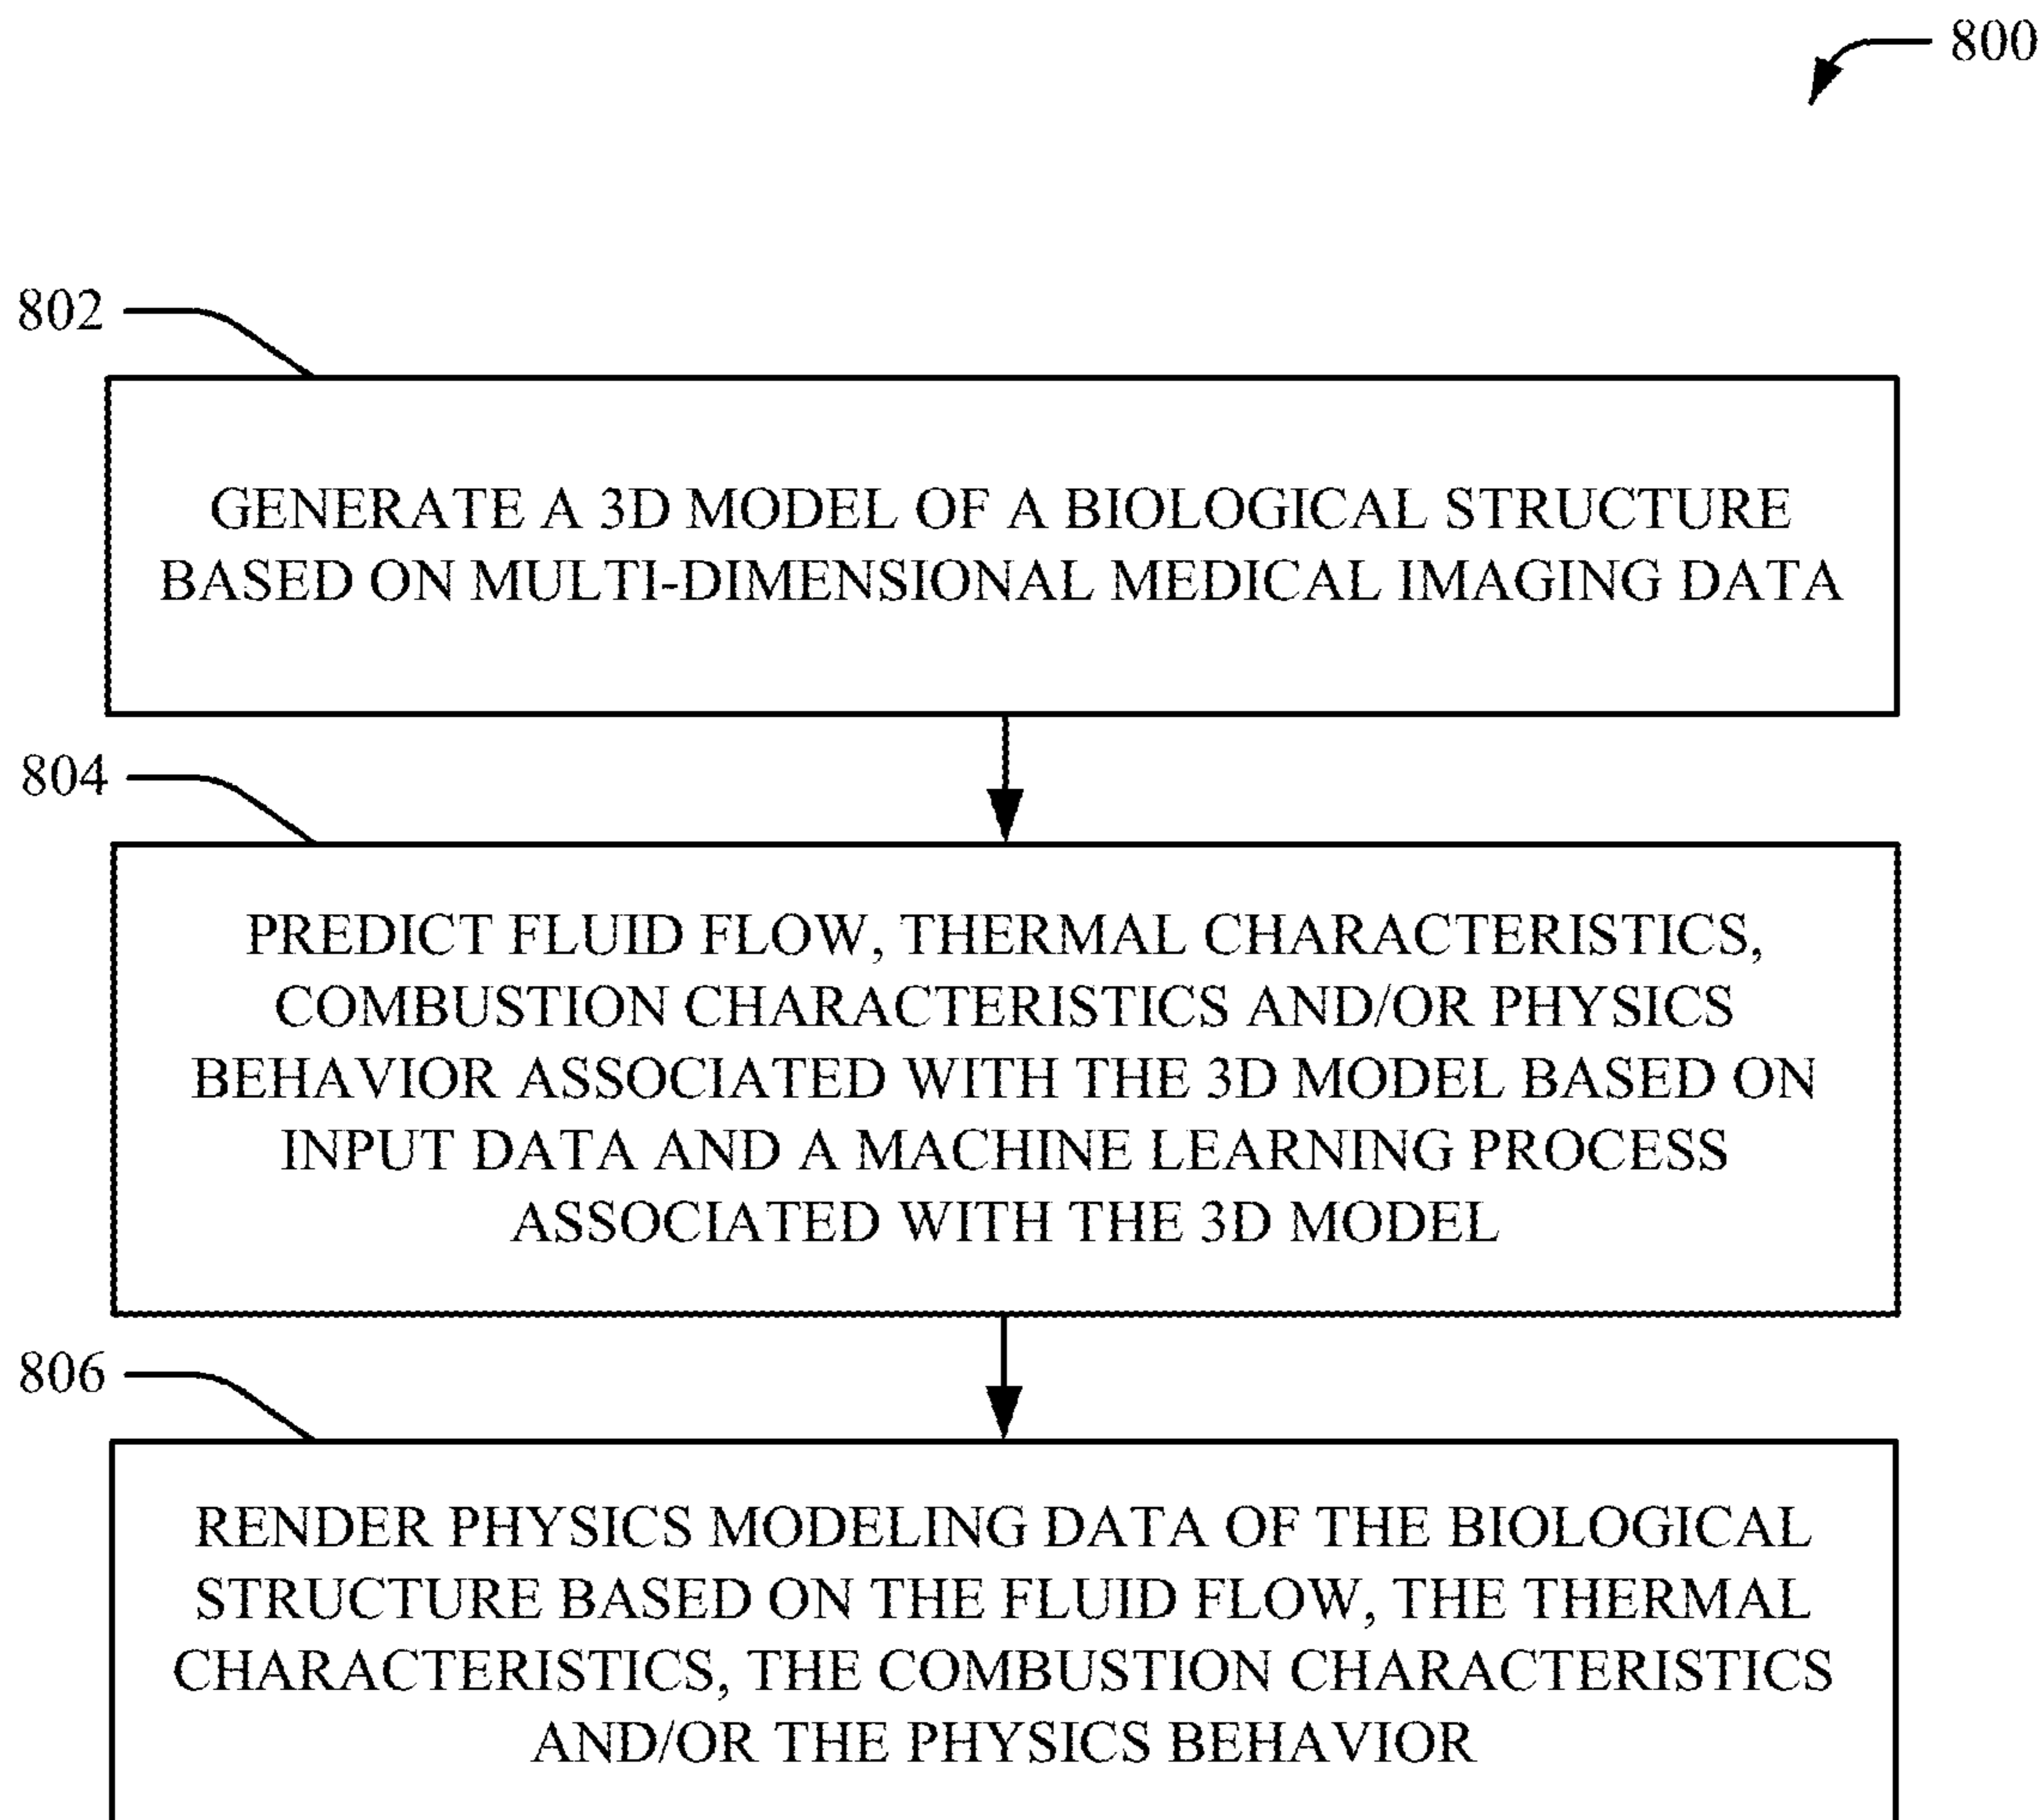 800
802
GENERATE A 3D MODEL OF A BIOLOGICAL STRUCTURE
BASED ON MULTI-DIMENSIONAL MEDICAL IMAGING DATA
804
PREDICT FLUID FLOW, THERMAL CHARACTERISTICS,
COMBUSTION CHARACTERISTICS AND/OR PHYSICS
BEHAVIOR ASSOCIATED WITH THE 3D MODEL BASED ON
INPUT DATA AND A MACHINE LEARNING PROCESS
ASSOCIATED WITH THE 3D MODEL
806
RENDER PHYSICS MODELING DATA OF THE BIOLOGICAL
STRUCTURE BASED ON THE FLUID FLOW, THE THERMAL
CHARACTERISTICS, THE COMBUSTION CHARACTERISTICS
AND/OR THE PHYSICS BEHAVIOR